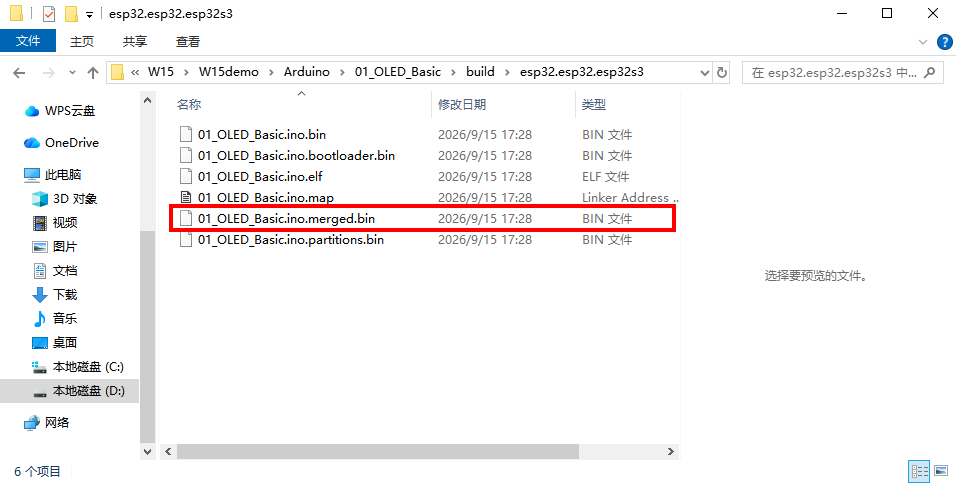 esp32.esp32.esp32s3
文件 主页 共享 查看
« W15 › W15demo › Arduino › 01_OLED_Basic › build › esp32.esp32.esp32s3
在 esp32.esp32.esp32s3 中...
WPS云盘
OneDrive
此电脑
3D 对象
视频
图片
文档
下载
音乐
桌面
本地磁盘 (C:)
本地磁盘 (D:)
网络
名称 修改日期 类型
01_OLED_Basic.ino.bin 2026/9/15 17:28 BIN 文件
01_OLED_Basic.ino.bootloader.bin 2026/9/15 17:28 BIN 文件
01_OLED_Basic.ino.elf 2026/9/15 17:28 ELF 文件
01_OLED_Basic.ino.map 2026/9/15 17:28 Linker Address ..
01_OLED_Basic.ino.merged.bin 2026/9/15 17:28 BIN 文件
01_OLED_Basic.ino.partitions.bin 2026/9/15 17:28 BIN 文件
选择要预览的文件。
6 个项目